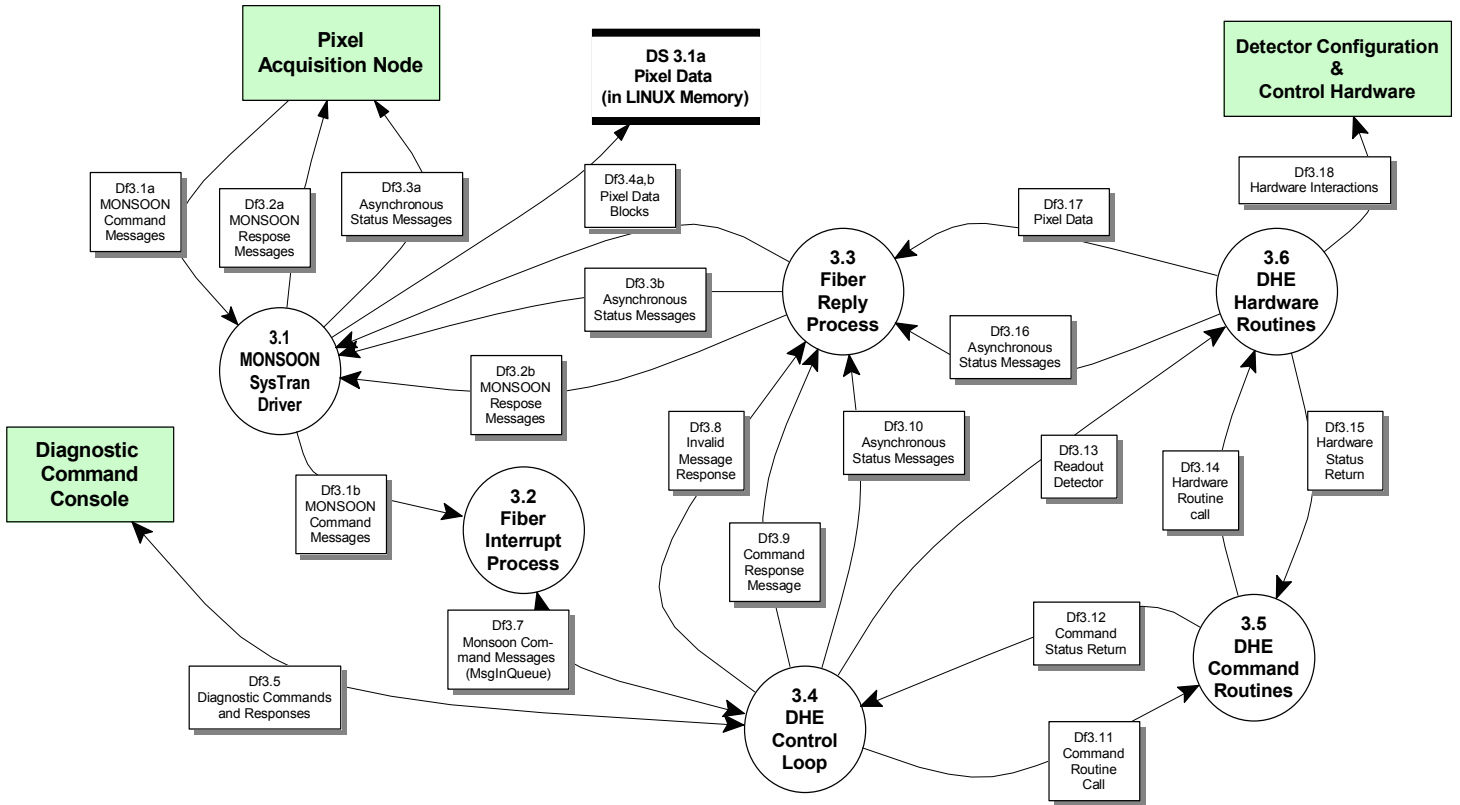 Pixel
Acquisition Node
DS 3.1a
Pixel Data
(in LINUX Memory)
Detector Configuration
&
Control Hardware
Df3.1a
MONSOON
Command
Messages
Df3.2a
MONSOON
Respose
Messages
Df3.3a
Asynchronous
Status Messages
Df3.4a,b
Pixel Data
Blocks
Df3.17
Pixel Data
Df3.18
Hardware Interactions
3.1
MONSOON
SysTran
Driver
Df3.3b
Asynchronous
Status Messages
3.3
Fiber
Reply
Process
Df3.16
Asynchronous
Status Messages
3.6
DHE
Hardware
Routines
Df3.2b
MONSOON
Respose
Messages
Df3.8
Invalid
Message
Response
Df3.10
Asynchronous
Status Messages
Df3.13
Readout
Detector
Df3.14
Hardware
Routine
call
Df3.15
Hardware
Status
Return
Diagnostic
Command
Console
Df3.1b
MONSOON
Command
Messages
3.2
Fiber
Interrupt
Process
Df3.9
Command
Response
Message
Df3.7
Monsoon Com-
mand Messages
(MsgInQueue)
Df3.12
Command
Status Return
3.5
DHE
Command
Routines
Df3.5
Diagnostic Commands
and Responses
3.4
DHE
Control
Loop
Df3.11
Command
Routine
Call